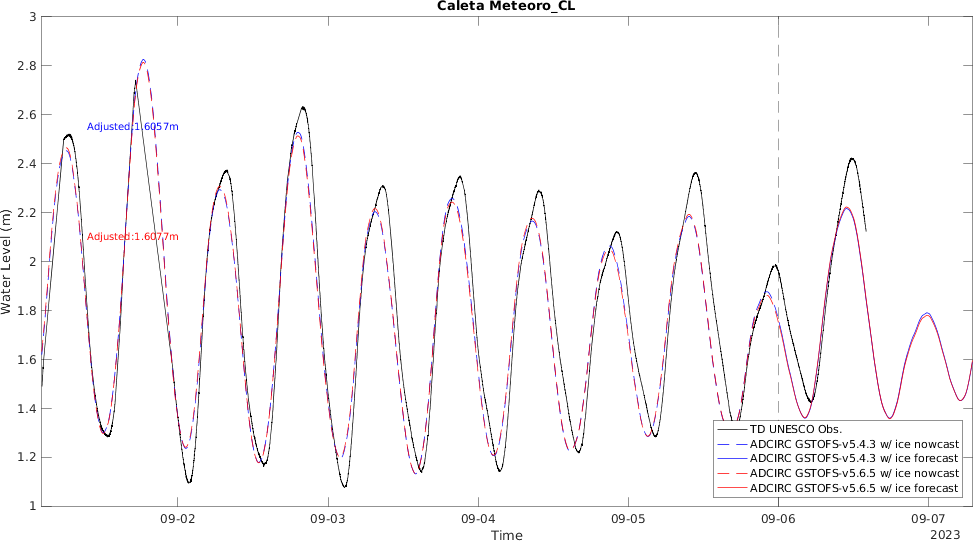 Caleta Meteoro_CL
3
2.8
2.6
2.4
2.2
2
1.8
1.6
1.4
1.2
1
Water Level (m)
Adjusted:1.6057m
Adjusted:1.6077m
TD UNESCO Obs.
ADCIRC GSTOFS-v5.4.3 w/ ice nowcast
ADCIRC GSTOFS-v5.4.3 w/ ice forecast
ADCIRC GSTOFS-v5.6.5 w/ ice nowcast
ADCIRC GSTOFS-v5.6.5 w/ ice forecast
09-02 09-03 09-04 09-05 09-06 09-07
Time
2023